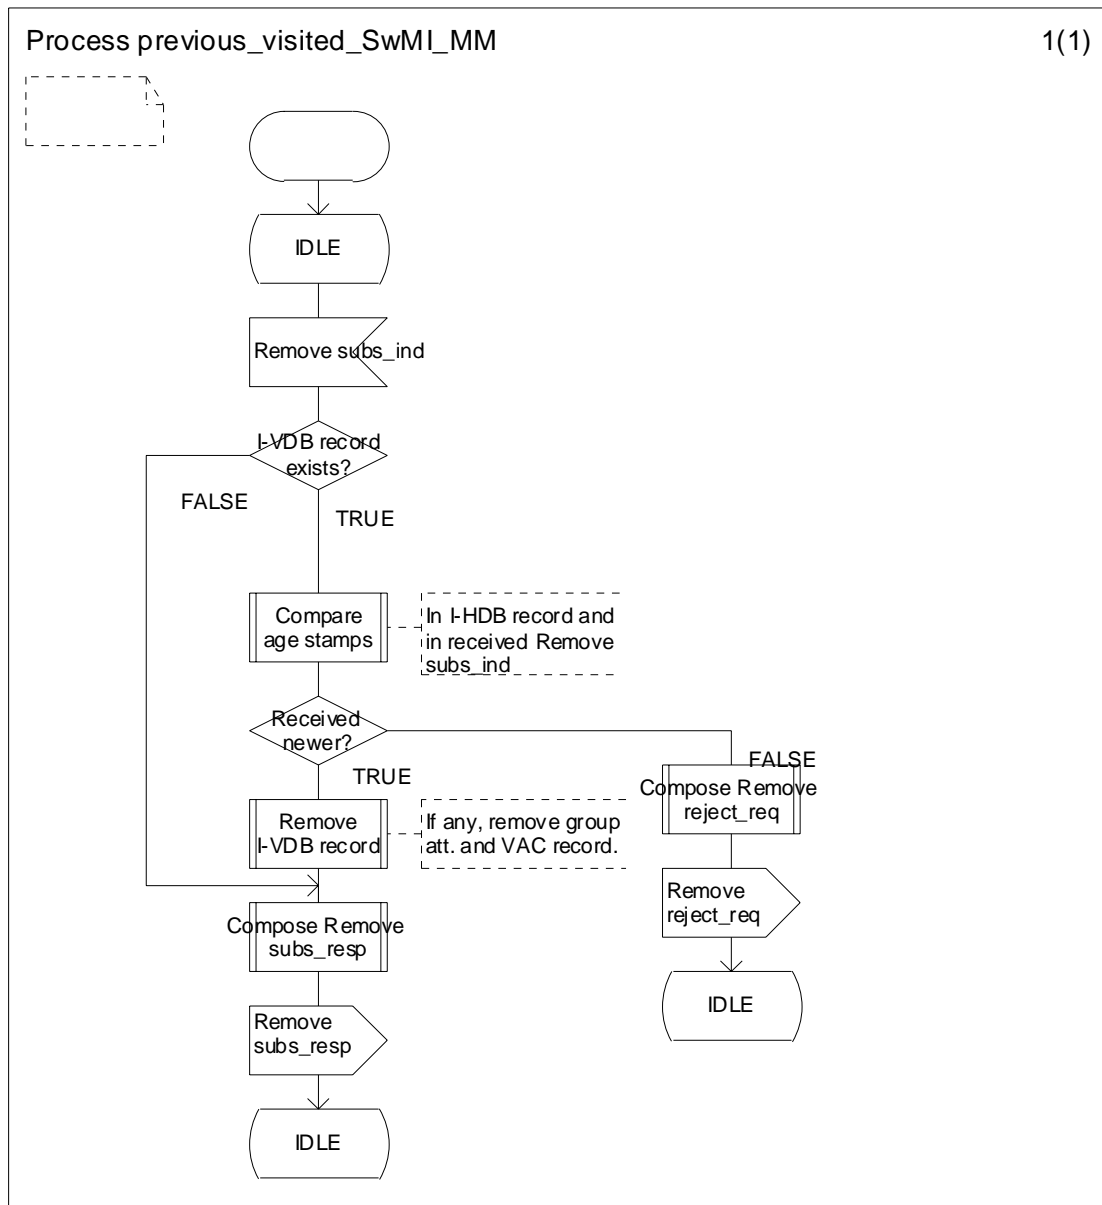 Process previous_visited_SwMI_MM
1(1)
IDLE
Remove subs_ind
I-VDB record
exists?
FALSE
TRUE
Compare
age stamps
In I-HDB record and
in received Remove
subs_ind
Received
newer?
TRUE
FALSE
Compose Remove
reject_req
Remove
I-VDB record
If any, remove group
att. and VAC record.
Remove
reject_req
Compose Remove
subs_resp
IDLE
Remove
subs_resp
IDLE